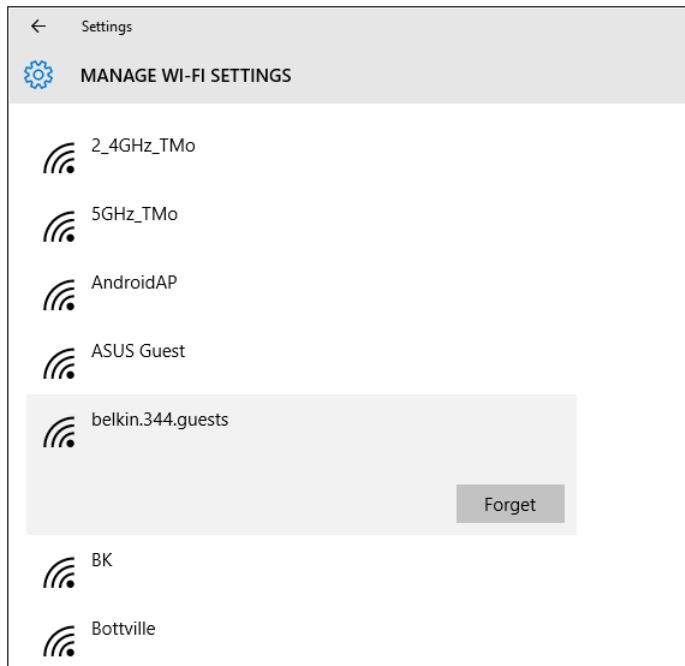 Settings
MANAGE WI-FI SETTINGS
2_4GHz_TMo
5GHz_TMo
AndroidAP
ASUS Guest
belkin.344.guests
Forget
BK
Bottville